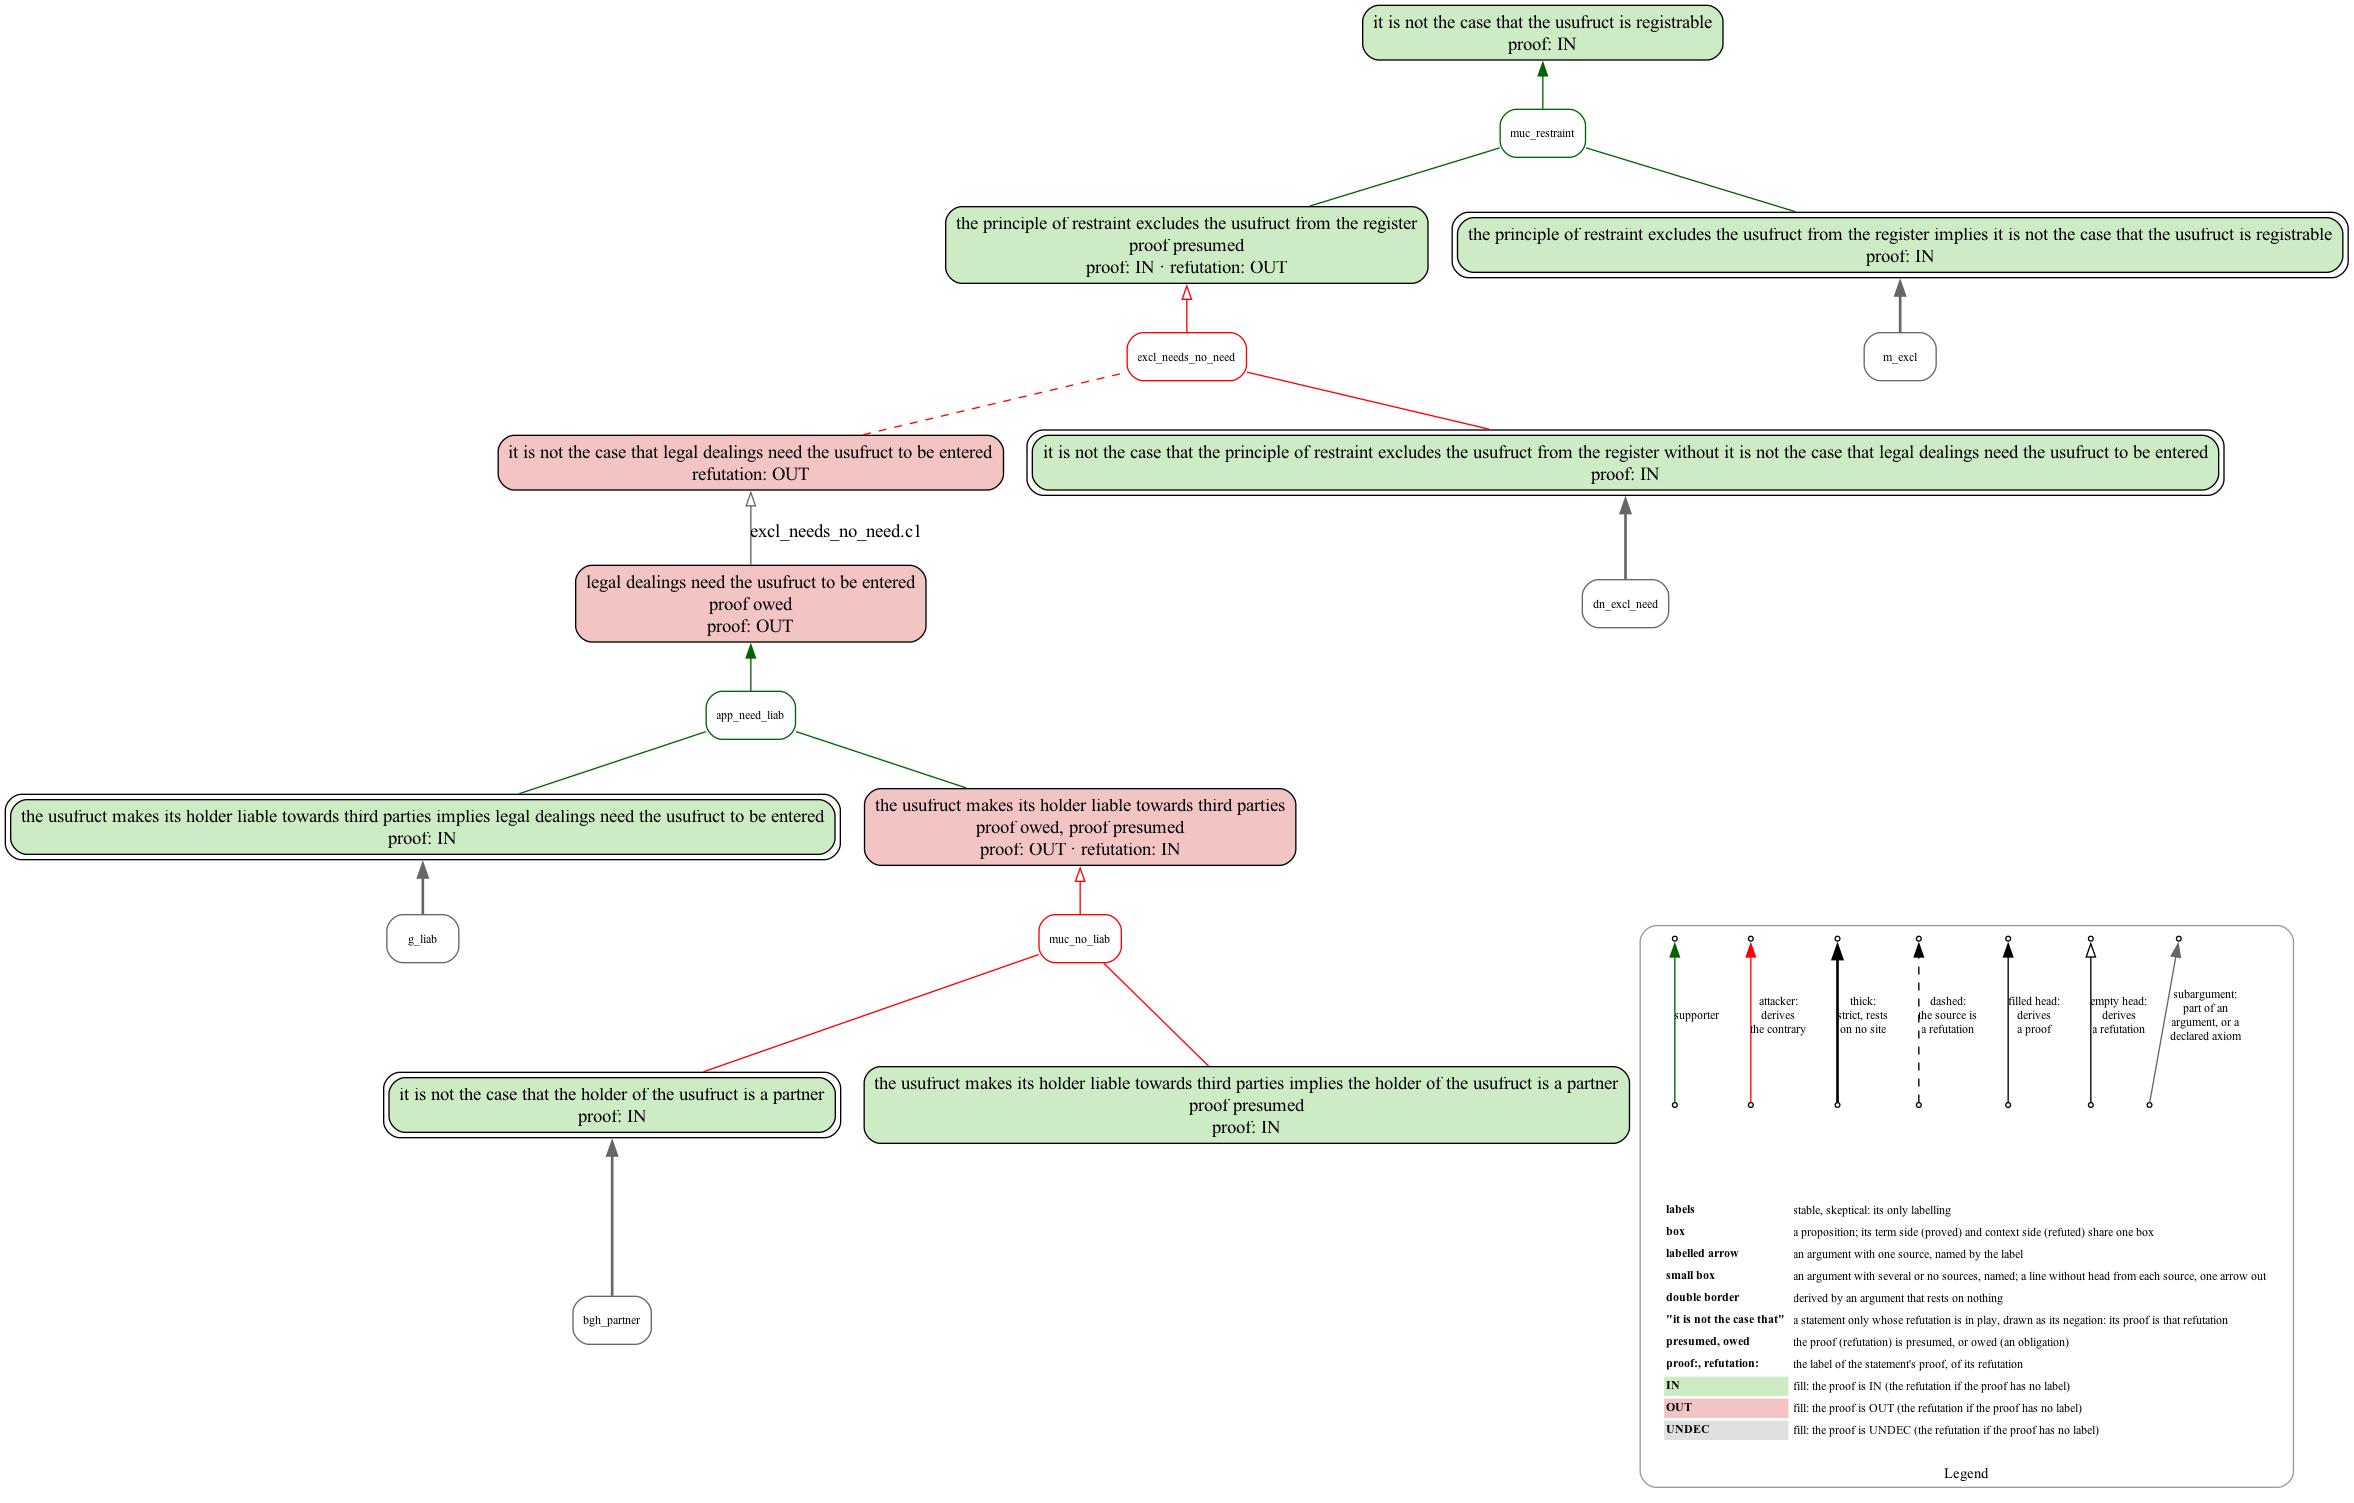 it is not the case that the usufruct is registrable
proof: IN
muc_restraint
the principle of restraint excludes the usufruct from the register
proof presumed
proof: IN · refutation: OUT
the principle of restraint excludes the usufruct from the register implies it is not the case that the usufruct is registrable
proof: IN
excl_needs_no_need
m_excl
it is not the case that legal dealings need the usufruct to be entered
refutation: OUT
it is not the case that the principle of restraint excludes the usufruct from the register without it is not the case that legal dealings need the usufruct to be entered
proof: IN
excl_needs_no_need.c1
legal dealings need the usufruct to be entered
proof owed
proof: OUT
dn_excl_need
app_need_liab
the usufruct makes its holder liable towards third parties implies legal dealings need the usufruct to be entered
proof: IN
the usufruct makes its holder liable towards third parties
proof owed, proof presumed
proof: OUT · refutation: IN
g_liab
muc_no_liab
it is not the case that the holder of the usufruct is a partner
proof: IN
the usufruct makes its holder liable towards third parties implies the holder of the usufruct is a partner
proof presumed
proof: IN
bgh_partner
supporter
attacker:
derives
the contrary
thick:
strict, rests
on no site
dashed:
the source is
a refutation
filled head:
derives
a proof
empty head:
derives
a refutation
subargument:
part of an
argument, or a
declared axiom
labels stable, skeptical: its only labelling
box a proposition; its term side (proved) and context side (refuted) share one box
labelled arrow an argument with one source, named by the label
small box an argument with several or no sources, named; a line without head from each source, one arrow out
double border derived by an argument that rests on nothing
"it is not the case that" a statement only whose refutation is in play, drawn as its negation: its proof is that refutation
presumed, owed the proof (refutation) is presumed, or owed (an obligation)
proof:, refutation: the label of the statement's proof, of its refutation
IN fill: the proof is IN (the refutation if the proof has no label)
OUT fill: the proof is OUT (the refutation if the proof has no label)
UNDEC fill: the proof is UNDEC (the refutation if the proof has no label)
Legend